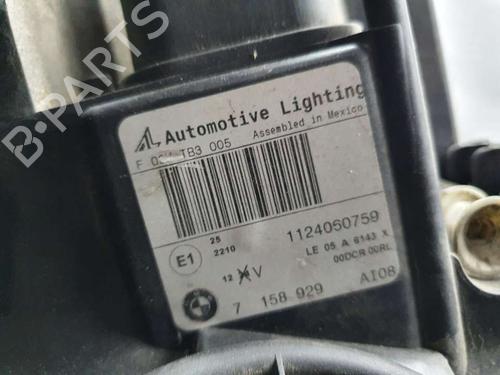 B-PARTS
AL Automotive Lighting
Assembled in Mexico
F TB3 005
25
2210
E1
1124060759
LE 05 A 6143 X
00DCR 00RL
12 V
7 158 929
AI08